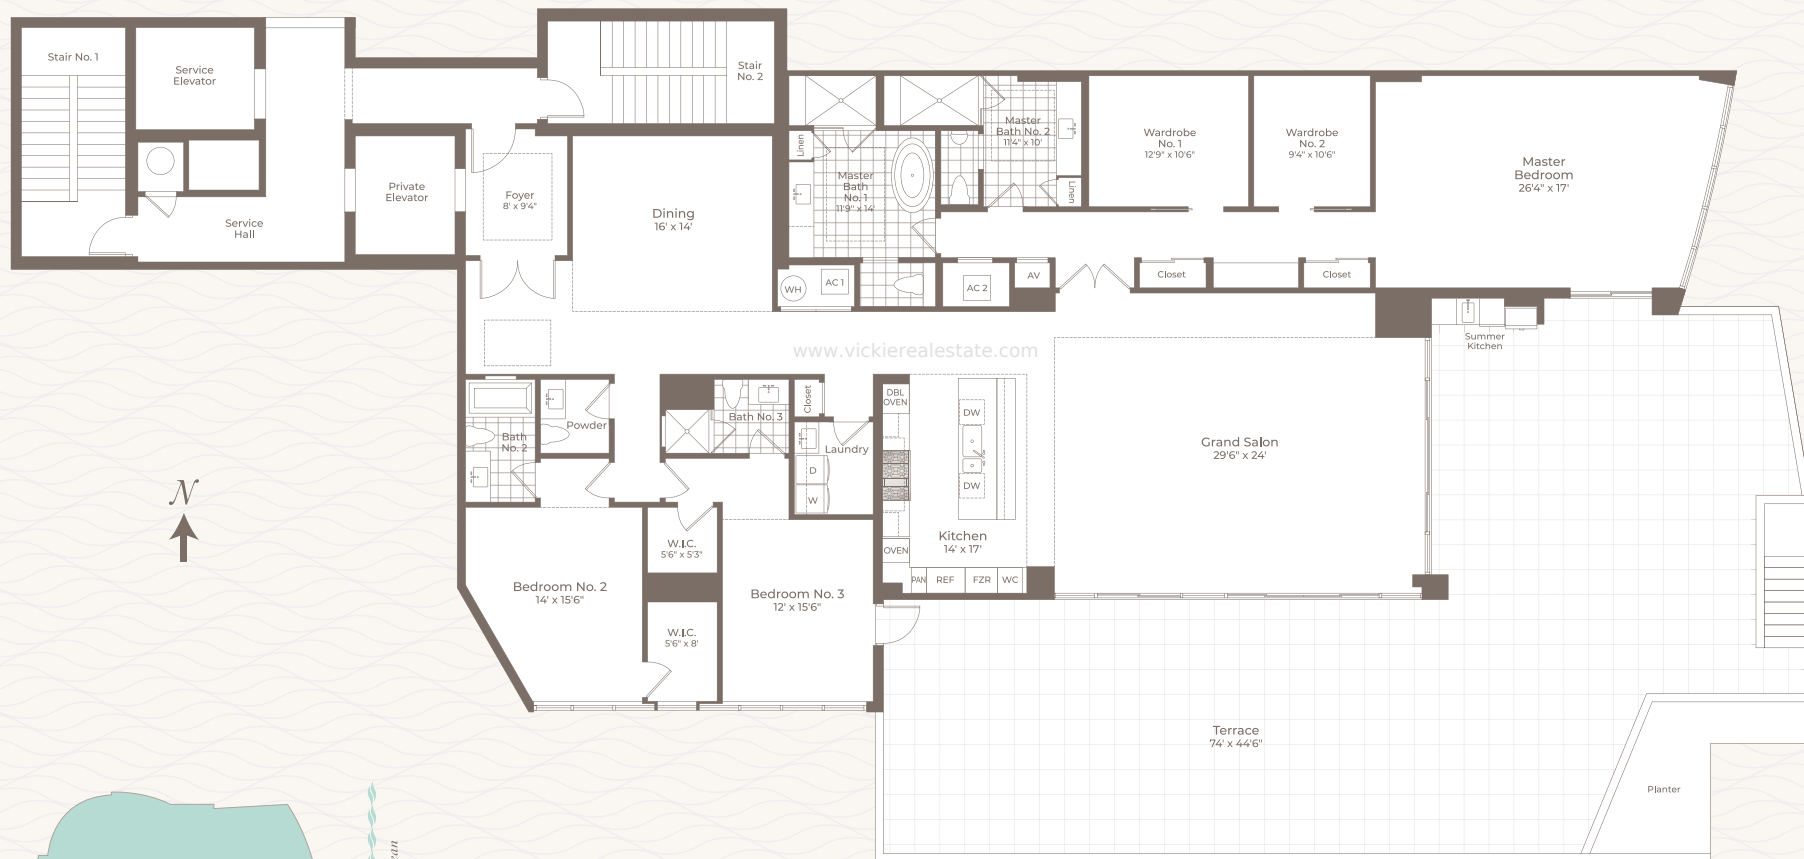 Stair No. 1
Service
Elevator
Stair
No. 2
Private
Elevator
Service
Hall
Foyer
8' x 9'4"
Dining
16' x 14'
Linen
Master
Bath
No. 1
11'9" x 14'
Master
Bath No. 2
11'4" x 10'
Linen
Wardrobe
No. 1
12'9" x 10'6"
Wardrobe
No. 2
9'4" x 10'6"
Master
Bedroom
26'4" x 17'
WH
AC 1
AC 2
AV
Closet
Closet
Summer
Kitchen
www.vickierealestate.com
Bath
No. 2
Powder
Bath No. 3
Closet
Laundry
D
W
DBL
OVEN
DW
DW
OVEN
Kitchen
14' x 17'
PAN
REF
FZR
WC
Grand Salon
29'6" x 24'
N
W.I.C.
5'6" x 5'3"
Bedroom No. 2
14' x 15'6"
Bedroom No. 3
12' x 15'6"
W.I.C.
5'6" x 8'
Terrace
74' x 44'6"
Planter